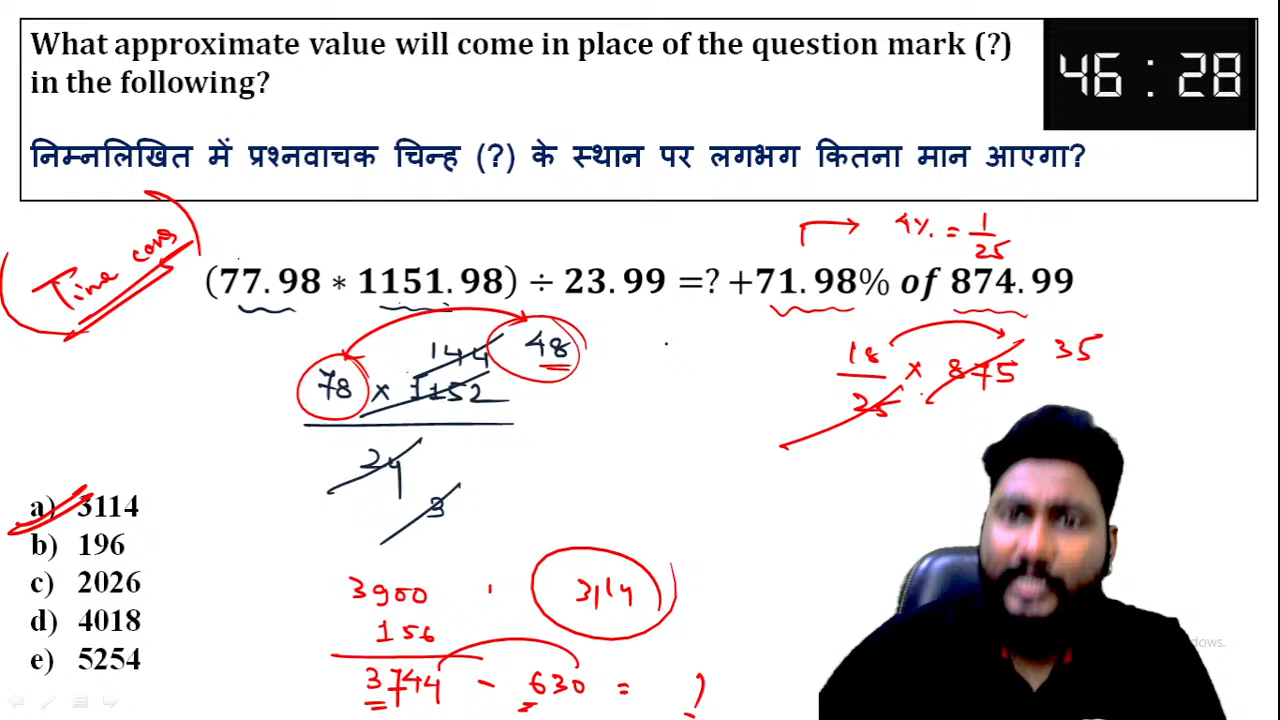 What approximate value will come in place of the question mark (?)
in the following?
46 : 28
निम्नलिखित में प्रश्नवाचक चिन्ह (?) के स्थान पर लगभग कितना मान आएगा?
Time
4% = 1/25
(77.98 * 1151.98) ÷ 23.99 =? +71.98% of 874.99
144 48
78 × 1152
24
3
18/25 × 875 35
a) 3114
b) 196
c) 2026
d) 4018
e) 5254
3900
156
3744 - 630 = ?
3114
dows.